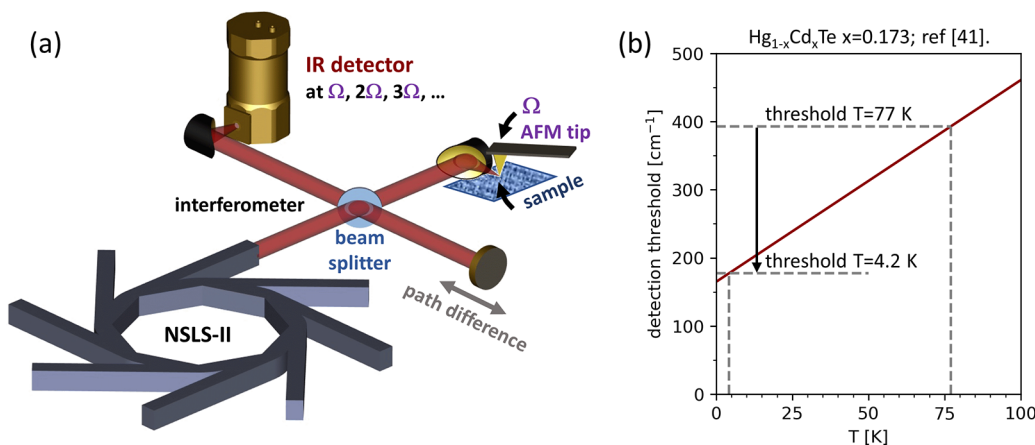 (a)
IR detector
at Ω, 2Ω, 3Ω, ...
Ω
AFM tip
sample
interferometer
beam
splitter
path difference
NSLS-II
(b)
Hg₁₋ₓCdₓTe x=0.173; ref [41].
500
400
300
200
100
0
detection threshold [cm⁻¹]
threshold T=77 K
threshold T=4.2 K
0 25 50 75 100
T [K]